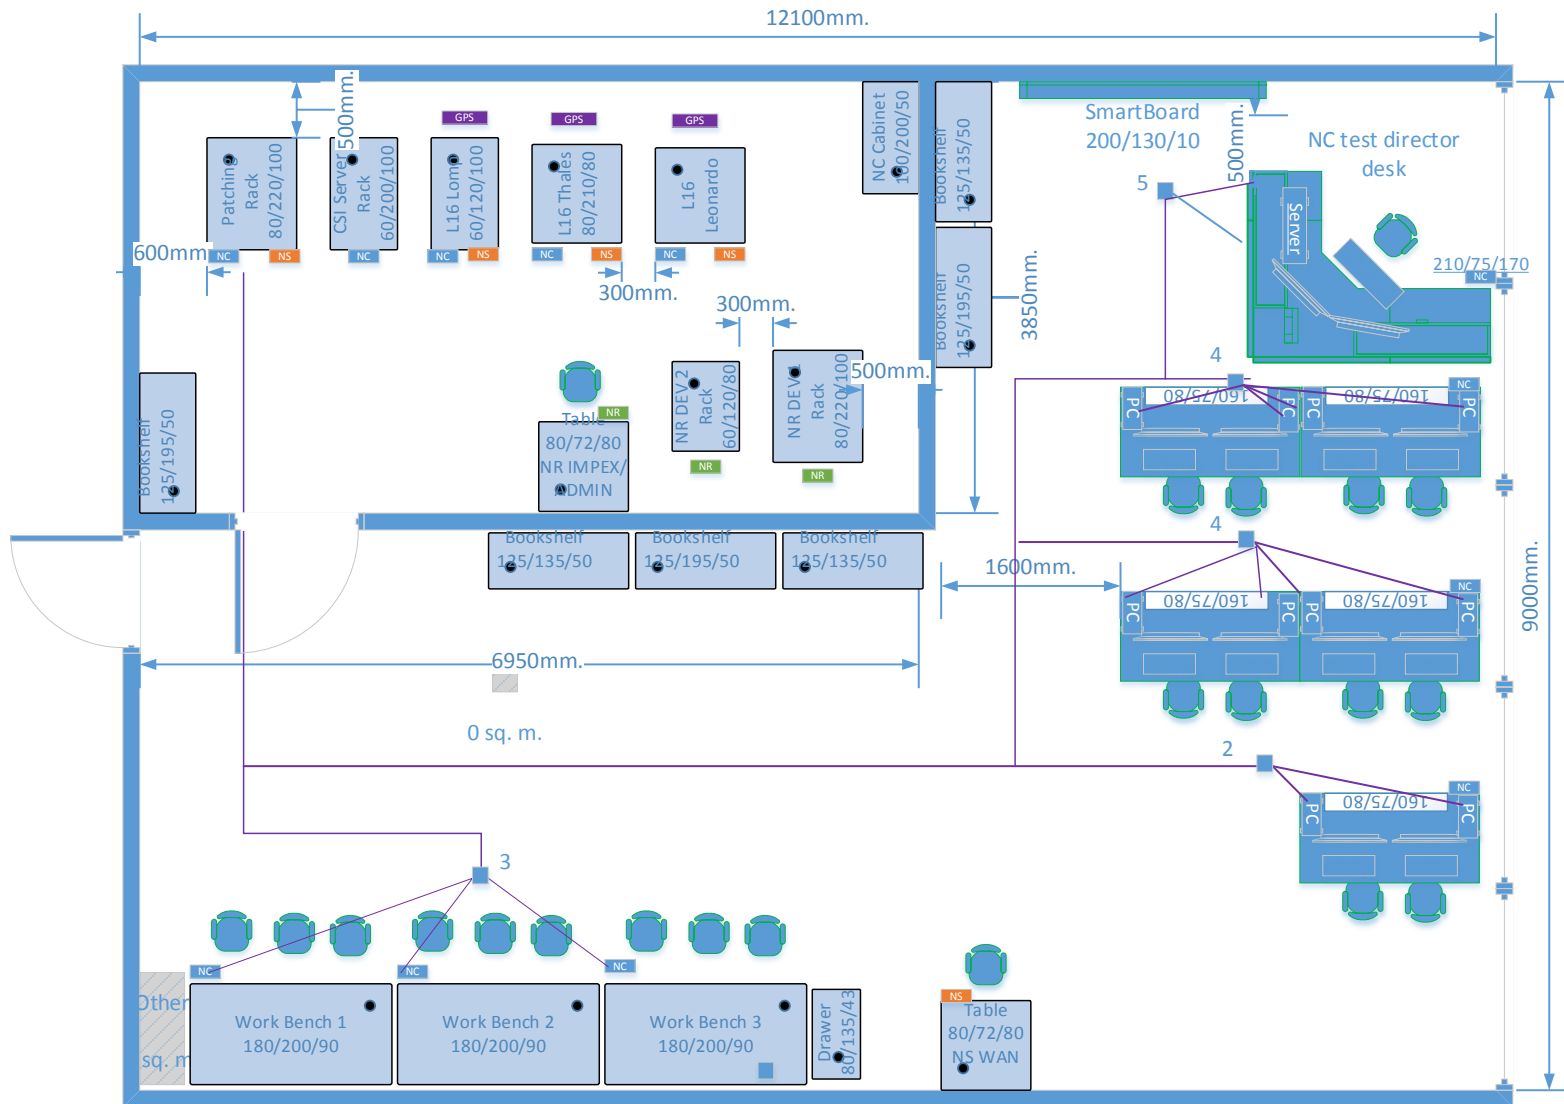 12100mm.
500mm.
GPS
GPS
GPS
Patching
Rack
80/220/100
CSI Server
Rack
60/200/100
L16 Lomp
60/120/100
L16 Thales
80/210/80
L16
Leonardo
NC Cabinet
100/200/50
Bookshelf
125/135/50
SmartBoard
200/130/10
500mm.
NC test director
desk
5
Server
210/75/170
NC
NC
NS
NC
NC
NS
NC
NS
NC
NS
600mm
300mm.
300mm.
Bookshelf
125/195/50
3850mm.
500mm.
NR DEV 2
Rack
60/120/80
NR
NR DEV 1
Rack
80/220/100
NR
NR
Table
80/72/80
NR IMPEX/
ADMIN
Bookshelf
125/195/50
4
NC
PC
160/75/80
PC
PC
160/75/80
PC
Bookshelf
125/135/50
Bookshelf
125/195/50
Bookshelf
125/135/50
4
1600mm.
NC
PC
160/75/80
PC
PC
160/75/80
PC
9000mm.
6950mm.
0 sq. m.
2
NC
PC
160/75/80
PC
3
NC
NC
NC
Other
sq. m
Work Bench 1
180/200/90
Work Bench 2
180/200/90
Work Bench 3
180/200/90
Drawer
80/135/43
NS
Table
80/72/80
NS WAN